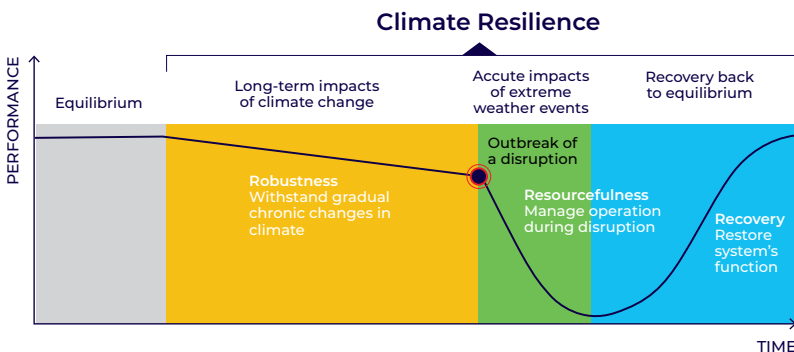 Climate Resilience
PERFORMANCE
Equilibrium
Long-term impacts
of climate change
Accute impacts
of extreme
weather events
Recovery back
to equilibrium
Outbreak of
a disruption
Robustness
Withstand gradual
chronic changes in
climate
Resourcefulness
Manage operation
during disruption
Recovery
Restore
system's
function
TIME